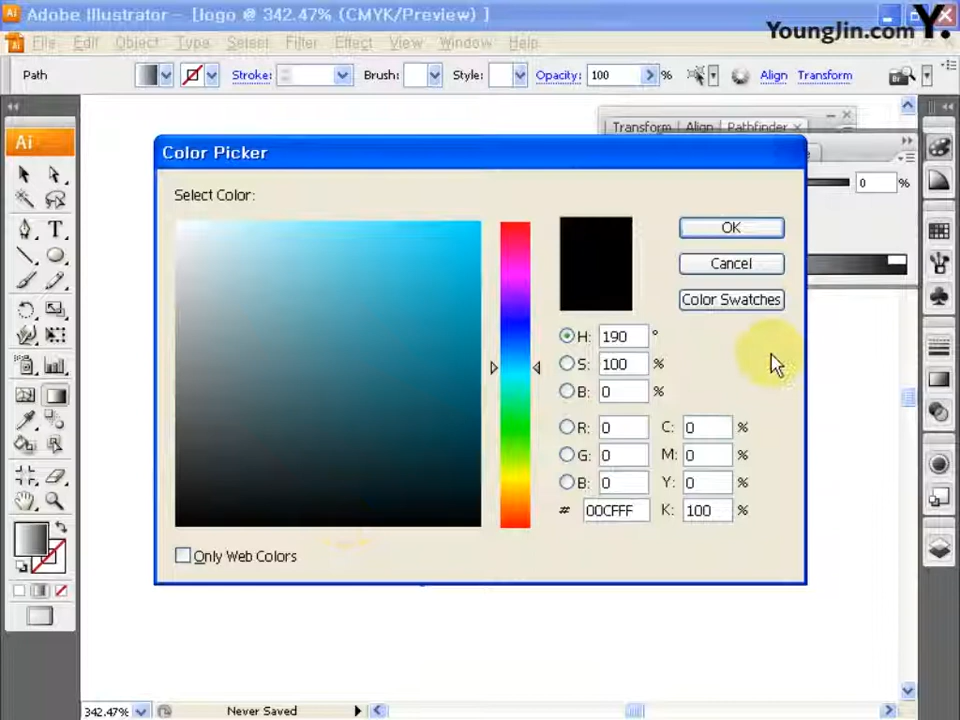 Adobe Illustrator - [logo @ 342.47% (CMYK/Preview) ]
YoungJin.com Y.
File Edit Object Type Select Filter Effect View Window Help
Path Stroke: Brush: Style: Opacity: 100 % Align Transform
Transform Align Pathfinder
Ai
Color Picker
0 %
Select Color:
OK
Cancel
Color Swatches
H: 190 °
S: 100 %
B: 0 %
R: 0 C: 0 %
G: 0 M: 0 %
B: 0 Y: 0 %
# 00CFFF K: 100 %
Only Web Colors
342.47% Never Saved